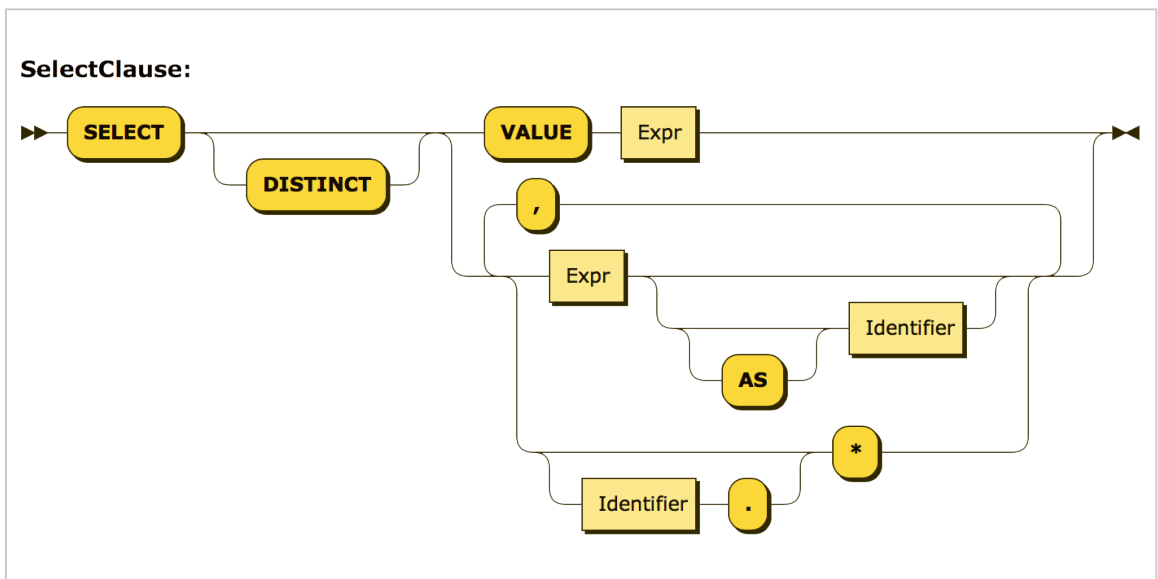 SelectClause:
SELECT VALUE Expr
DISTINCT
,
Expr
Identifier
AS
*
Identifier .